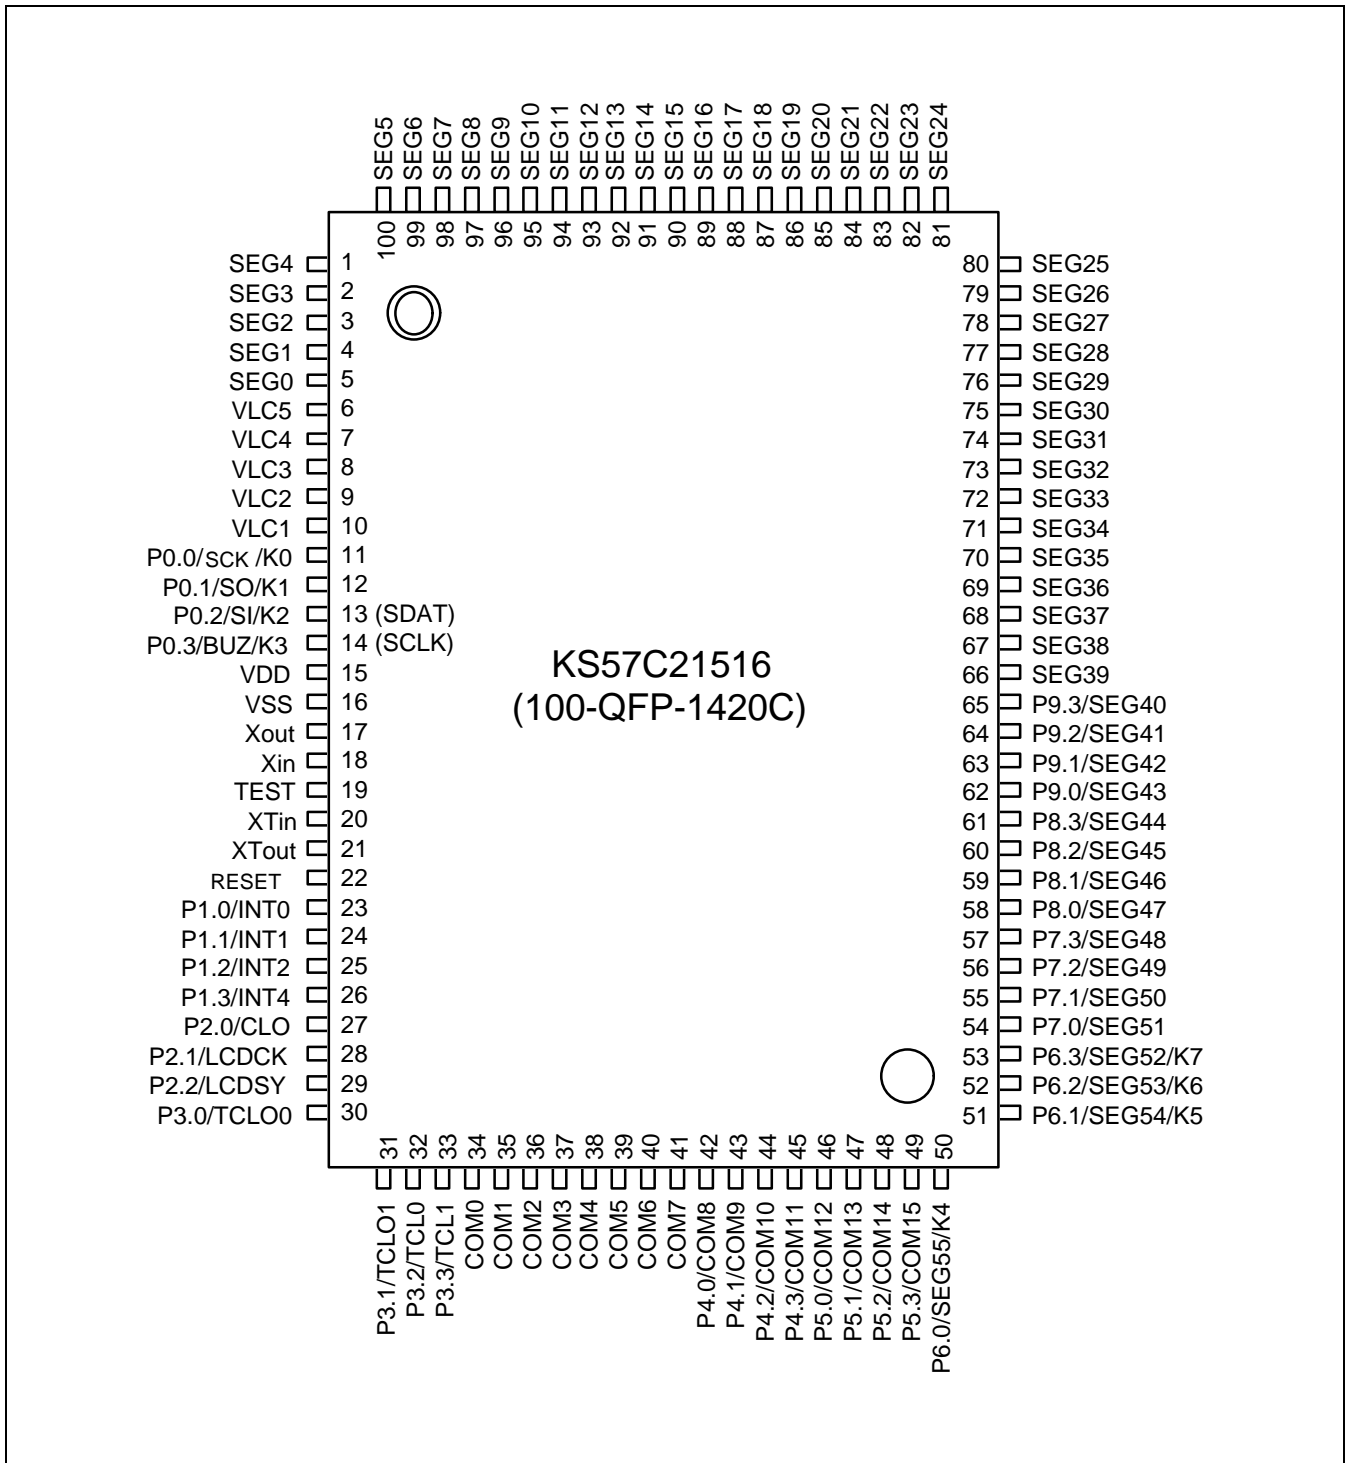 SEG5
SEG6
SEG7
SEG8
SEG9
SEG10
SEG11
SEG12
SEG13
SEG14
SEG15
SEG16
SEG17
SEG18
SEG19
SEG20
SEG21
SEG22
SEG23
SEG24
100
99
98
97
96
95
94
93
92
91
90
89
88
87
86
85
84
83
82
81
SEG4 1
SEG3 2
SEG2 3
SEG1 4
SEG0 5
VLC5 6
VLC4 7
VLC3 8
VLC2 9
VLC1 10
P0.0/SCK /K0 11
P0.1/SO/K1 12
P0.2/SI/K2 13 (SDAT)
P0.3/BUZ/K3 14 (SCLK)
VDD 15
VSS 16
Xout 17
Xin 18
TEST 19
XTin 20
XTout 21
RESET 22
P1.0/INT0 23
P1.1/INT1 24
P1.2/INT2 25
P1.3/INT4 26
P2.0/CLO 27
P2.1/LCDCK 28
P2.2/LCDSY 29
P3.0/TCLO0 30
KS57C21516
(100-QFP-1420C)
80 SEG25
79 SEG26
78 SEG27
77 SEG28
76 SEG29
75 SEG30
74 SEG31
73 SEG32
72 SEG33
71 SEG34
70 SEG35
69 SEG36
68 SEG37
67 SEG38
66 SEG39
65 P9.3/SEG40
64 P9.2/SEG41
63 P9.1/SEG42
62 P9.0/SEG43
61 P8.3/SEG44
60 P8.2/SEG45
59 P8.1/SEG46
58 P8.0/SEG47
57 P7.3/SEG48
56 P7.2/SEG49
55 P7.1/SEG50
54 P7.0/SEG51
53 P6.3/SEG52/K7
52 P6.2/SEG53/K6
51 P6.1/SEG54/K5
31
32
33
34
35
36
37
38
39
40
41
42
43
44
45
46
47
48
49
50
P3.1/TCLO1
P3.2/TCL0
P3.3/TCL1
COM0
COM1
COM2
COM3
COM4
COM5
COM6
COM7
P4.0/COM8
P4.1/COM9
P4.2/COM10
P4.3/COM11
P5.0/COM12
P5.1/COM13
P5.2/COM14
P5.3/COM15
P6.0/SEG55/K4